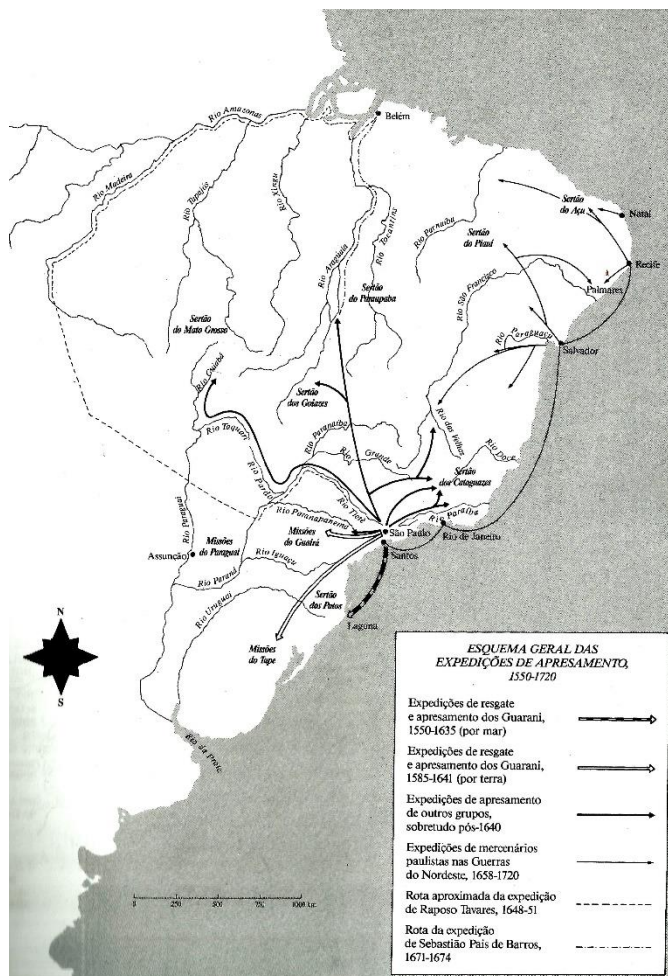 Rio Amazonas
Belém
Rio Madeira
Rio Tapajós
Rio Xingu
Rio Araguaia
Rio Tocantins
Rio Parnaíba
Sertão
do Açu
Natal
Sertão
do Piauí
Recife
Palmares
Rio São Francisco
Sertão
do Paraupaba
Sertão
do Mato Grosso
Rio Paraguaçu
Salvador
Rio Cuiabá
Sertão
dos Goiazes
Rio das Velhas
Rio Taquari
Rio Paranaíba
Rio Grande
Rio Doce
Sertão
dos Cataguazes
Rio Pardo
Rio Tietê
Rio Paraguai
Rio Paranapanema
São Paulo
Rio Paraíba
Missões
do Guairá
Rio de Janeiro
Santos
Missões
do Paraguai
Assunção
Rio Iguaçu
Rio Paraná
Sertão
dos Patos
Rio Uruguai
Laguna
Missões
do Tape
N
S
Rio da Prata
0 250 500 750 1000 km
ESQUEMA GERAL DAS
EXPEDIÇÕES DE APRESAMENTO,
1550-1720
Expedições de resgate
e apresamento dos Guarani,
1550-1635 (por mar)
Expedições de resgate
e apresamento dos Guarani,
1585-1641 (por terra)
Expedições de apresamento
de outros grupos,
sobretudo pós-1640
Expedições de mercenários
paulistas nas Guerras
do Nordeste, 1658-1720
Rota aproximada da expedição
de Raposo Tavares, 1648-51
Rota da expedição
de Sebastião Pais de Barros,
1671-1674